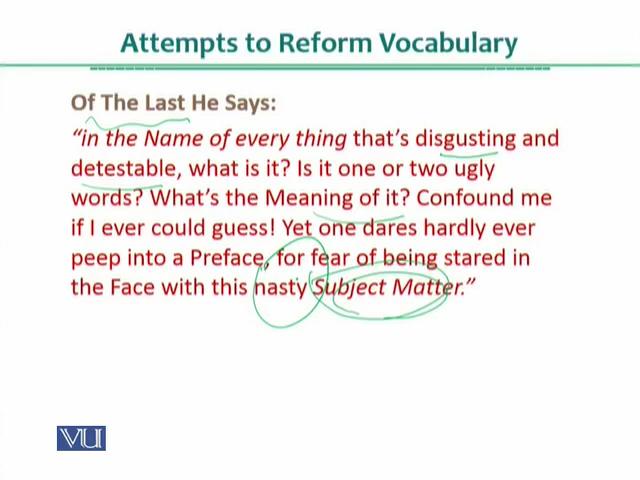 Attempts to Reform Vocabulary
Of The Last He Says:
“in the Name of every thing that’s disgusting and
detestable, what is it? Is it one or two ugly
words? What’s the Meaning of it? Confound me
if I ever could guess! Yet one dares hardly ever
peep into a Preface, for fear of being stared in
the Face with this nasty Subject Matter.”
VU